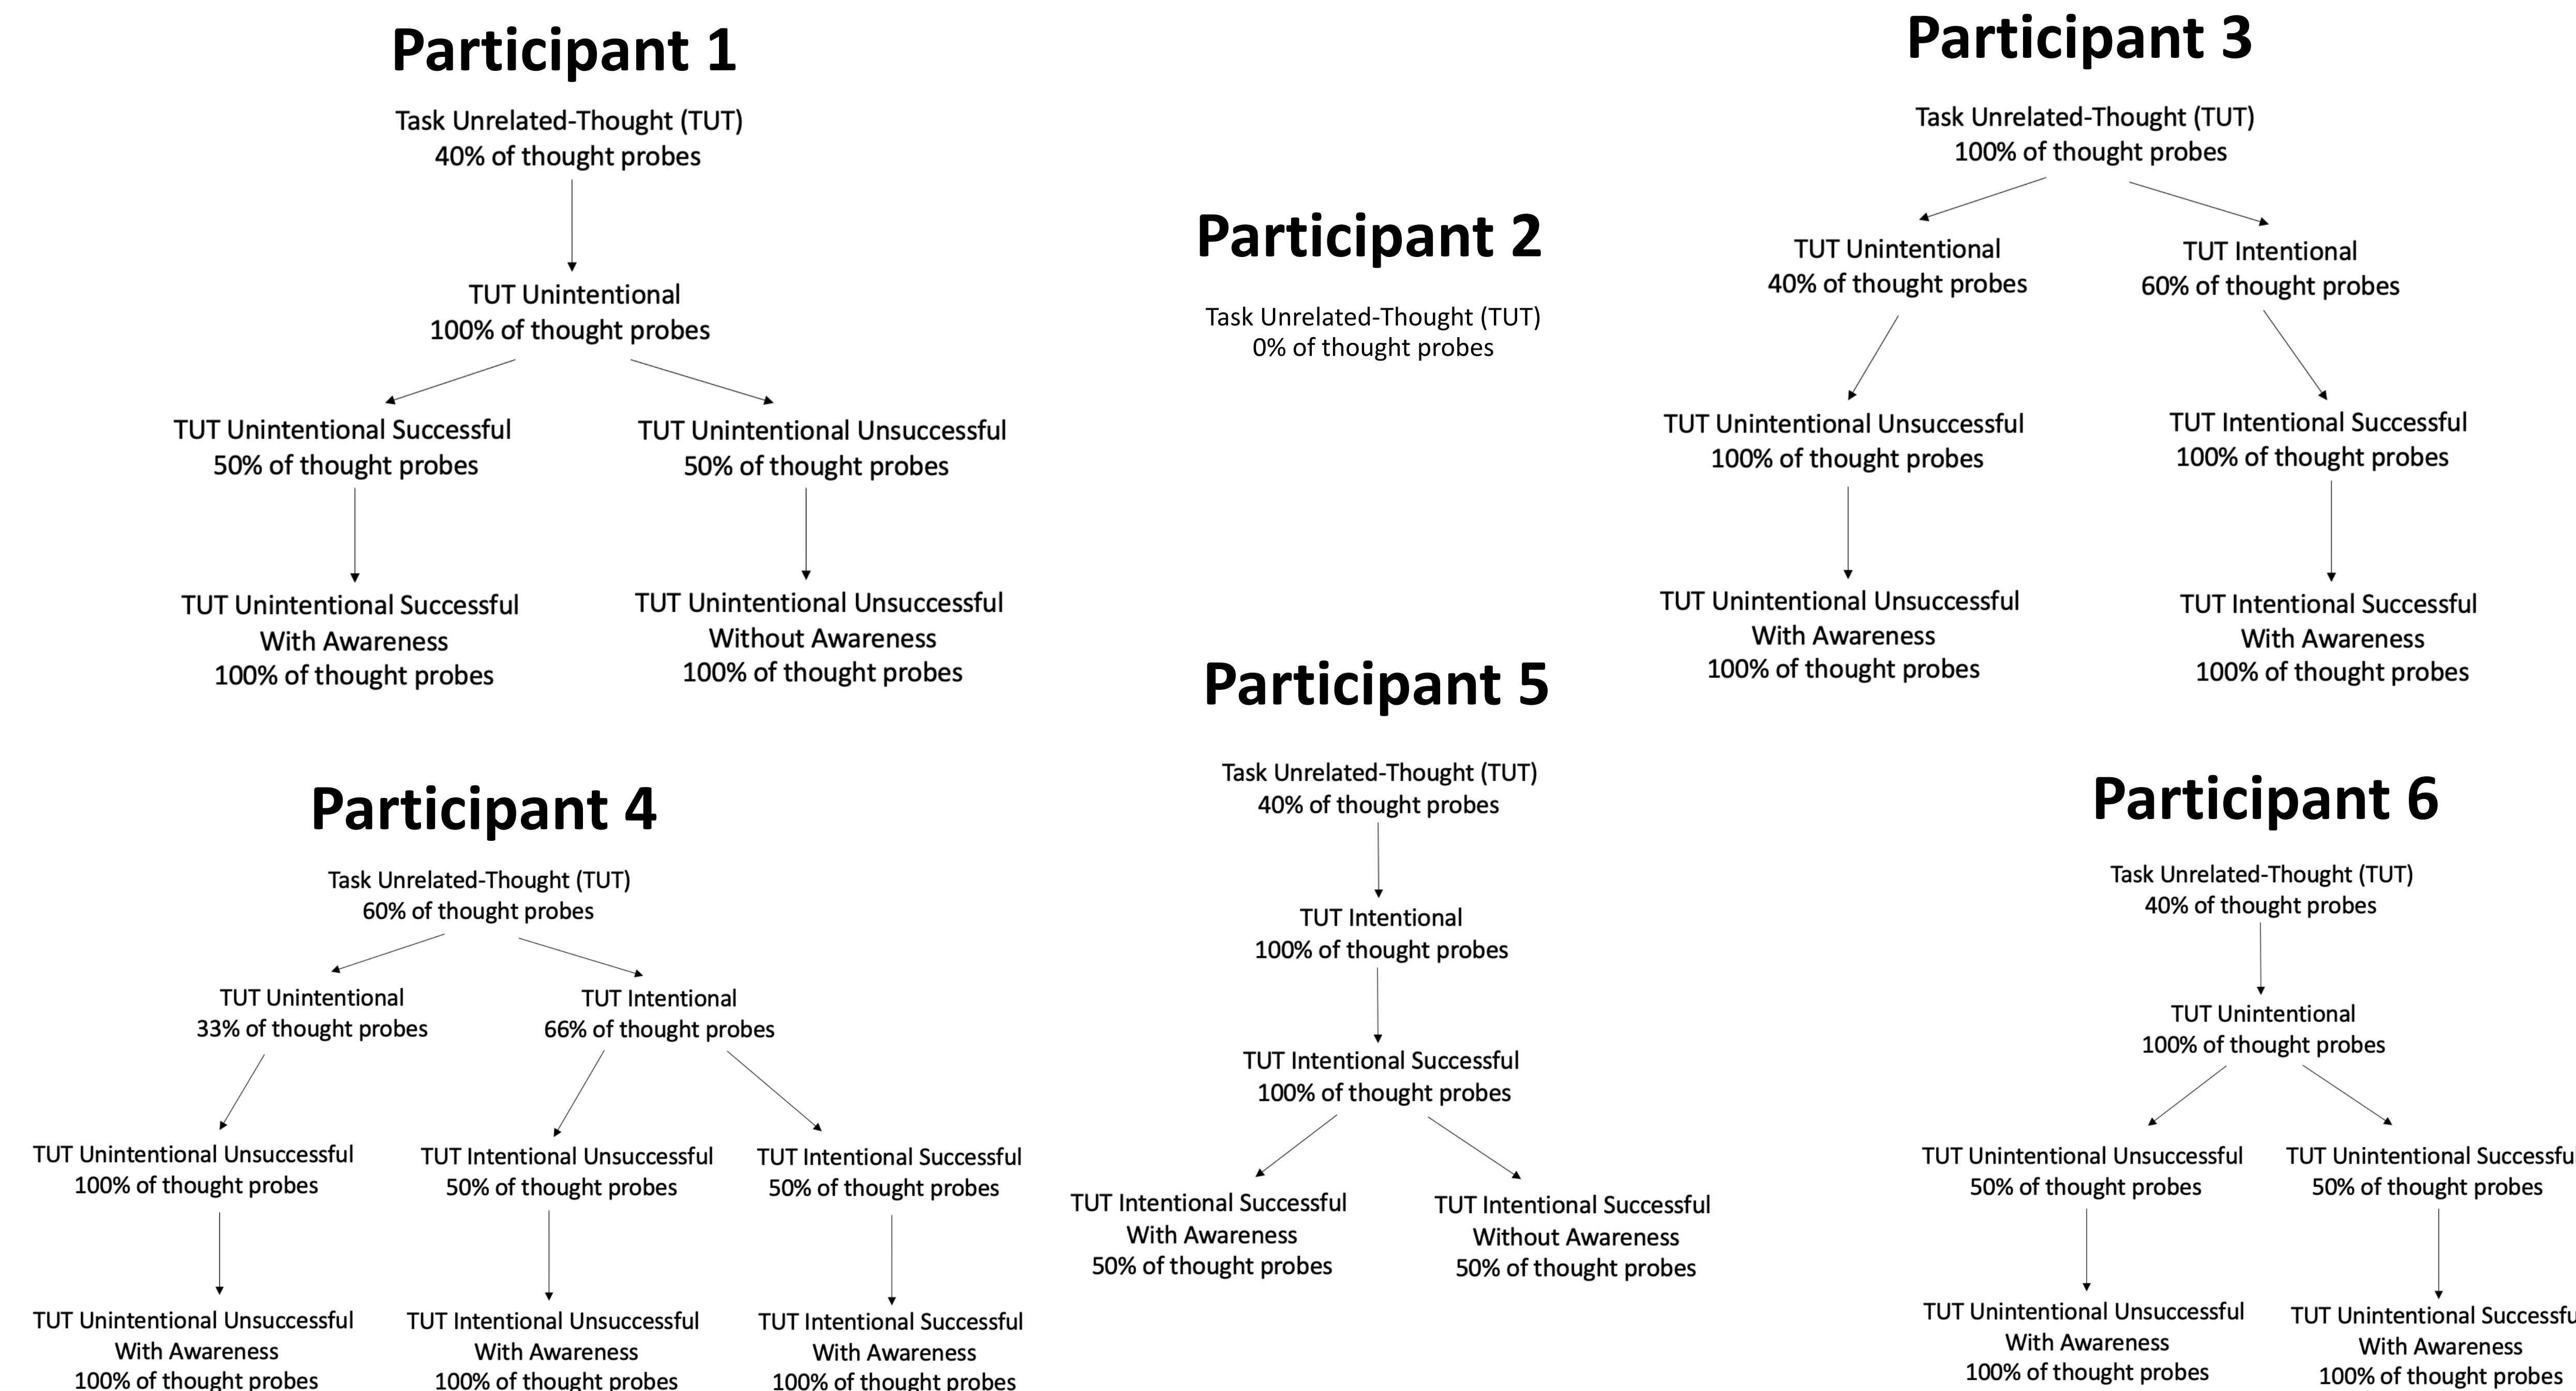 Participant 1
Task Unrelated-Thought (TUT)
40% of thought probes
TUT Unintentional
100% of thought probes
TUT Unintentional Successful
50% of thought probes
TUT Unintentional Unsuccessful
50% of thought probes
TUT Unintentional Successful
With Awareness
100% of thought probes
TUT Unintentional Unsuccessful
Without Awareness
100% of thought probes
Participant 2
Task Unrelated-Thought (TUT)
0% of thought probes
Participant 3
Task Unrelated-Thought (TUT)
100% of thought probes
TUT Unintentional
40% of thought probes
TUT Intentional
60% of thought probes
TUT Unintentional Unsuccessful
100% of thought probes
TUT Intentional Successful
100% of thought probes
TUT Unintentional Unsuccessful
With Awareness
100% of thought probes
TUT Intentional Successful
With Awareness
100% of thought probes
Participant 4
Task Unrelated-Thought (TUT)
60% of thought probes
TUT Unintentional
33% of thought probes
TUT Intentional
66% of thought probes
TUT Unintentional Unsuccessful
100% of thought probes
TUT Intentional Unsuccessful
50% of thought probes
TUT Intentional Successful
50% of thought probes
TUT Unintentional Unsuccessful
With Awareness
100% of thought probes
TUT Intentional Unsuccessful
With Awareness
100% of thought probes
TUT Intentional Successful
With Awareness
100% of thought probes
Participant 5
Task Unrelated-Thought (TUT)
40% of thought probes
TUT Intentional
100% of thought probes
TUT Intentional Successful
100% of thought probes
TUT Intentional Successful
With Awareness
50% of thought probes
TUT Intentional Successful
Without Awareness
50% of thought probes
Participant 6
Task Unrelated-Thought (TUT)
40% of thought probes
TUT Unintentional
100% of thought probes
TUT Unintentional Unsuccessful
50% of thought probes
TUT Unintentional Successfu
50% of thought probes
TUT Unintentional Unsuccessful
With Awareness
100% of thought probes
TUT Unintentional Successfu
With Awareness
100% of thought probes